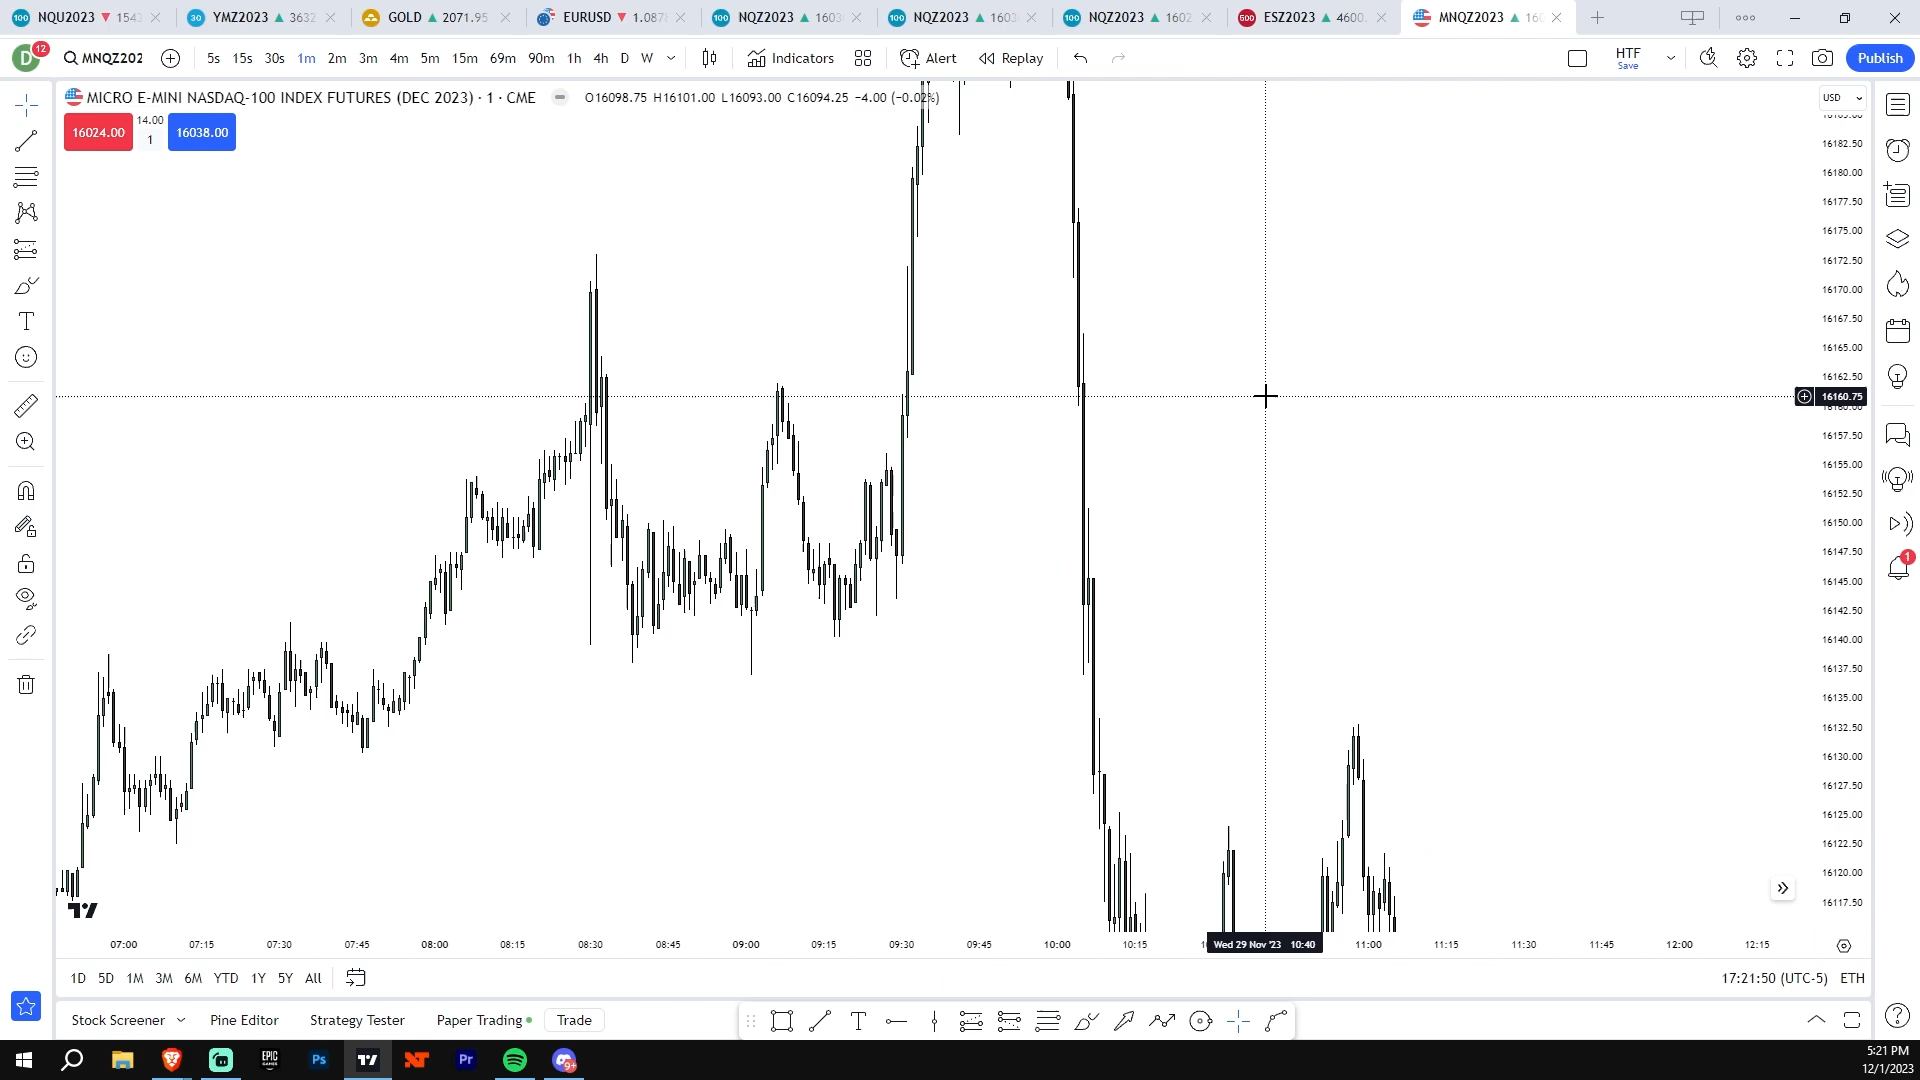 NQU2023 ▼ 154
YMZ2023 ▲ 3632
GOLD ▲ 2071.95
EURUSD ▼ 1.087
NQZ2023 ▲ 1603
NQZ2023 ▲ 1603
NQZ2023 ▲ 1602
ESZ2023 ▲ 4600.
MNQZ2023 ▲ 160
D 12 MNQZ202 5s 15s 30s 1m 2m 3m 4m 5m 15m 69m 90m 1h 4h D W Indicators Alert Replay HTF Save Publish
MICRO E-MINI NASDAQ-100 INDEX FUTURES (DEC 2023) · 1 · CME O16098.75 H16101.00 L16093.00 C16094.25 −4.00 (−0.02%)
USD
16024.00 14.00 1 16038.00
16182.50
16180.00
16177.50
16175.00
16172.50
16170.00
16167.50
16165.00
16162.50
16160.75
16160.00
16157.50
16155.00
16152.50
16150.00
16147.50
16145.00
16142.50
16140.00
16137.50
16135.00
16132.50
16130.00
16127.50
16125.00
16122.50
16120.00
16117.50
07:00 07:15 07:30 07:45 08:00 08:15 08:30 08:45 09:00 09:15 09:30 09:45 10:00 10:15 Wed 29 Nov '23 10:40 11:00 11:15 11:30 11:45 12:00 12:15
1D 5D 1M 3M 6M YTD 1Y 5Y All 17:21:50 (UTC-5) ETH
Stock Screener Pine Editor Strategy Tester Paper Trading Trade
5:21 PM
12/1/2023